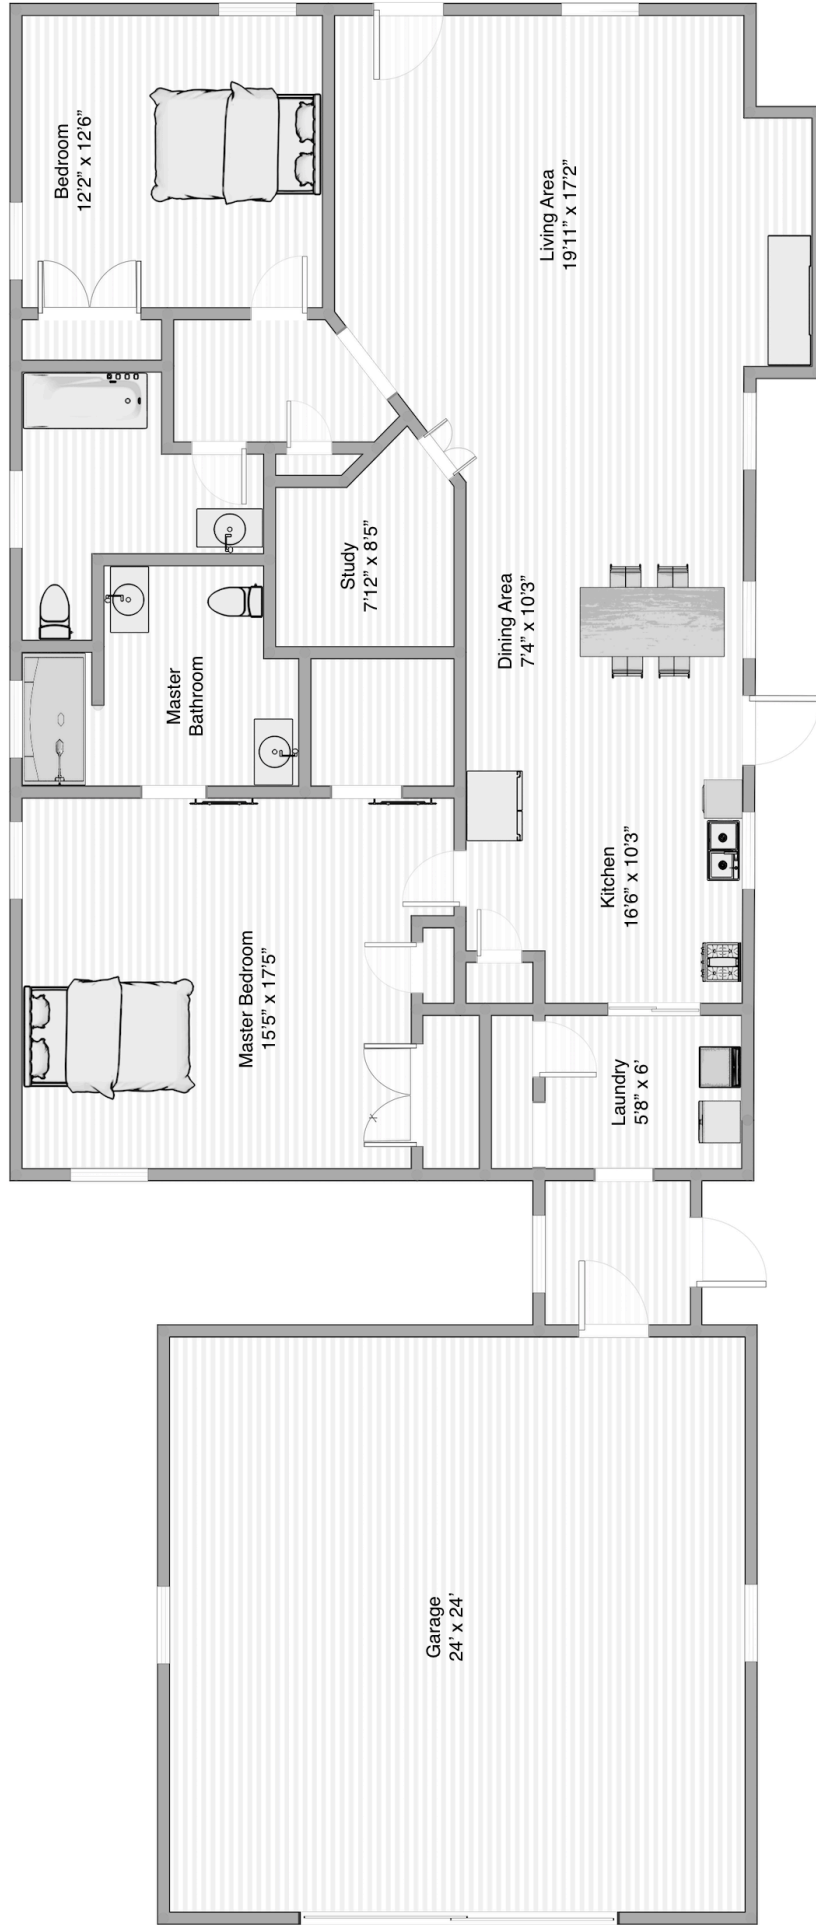 Bedroom
12'2” x 12'6”
Living Area
19'11” x 17'2”
Study
7'12” x 8'5”
Dining Area
7'4” x 10'3”
Master
Bathroom
Kitchen
16'6” x 10'3”
Master Bedroom
15'5” x 17'5”
Laundry
5'8” x 6'
Garage
24' x 24'